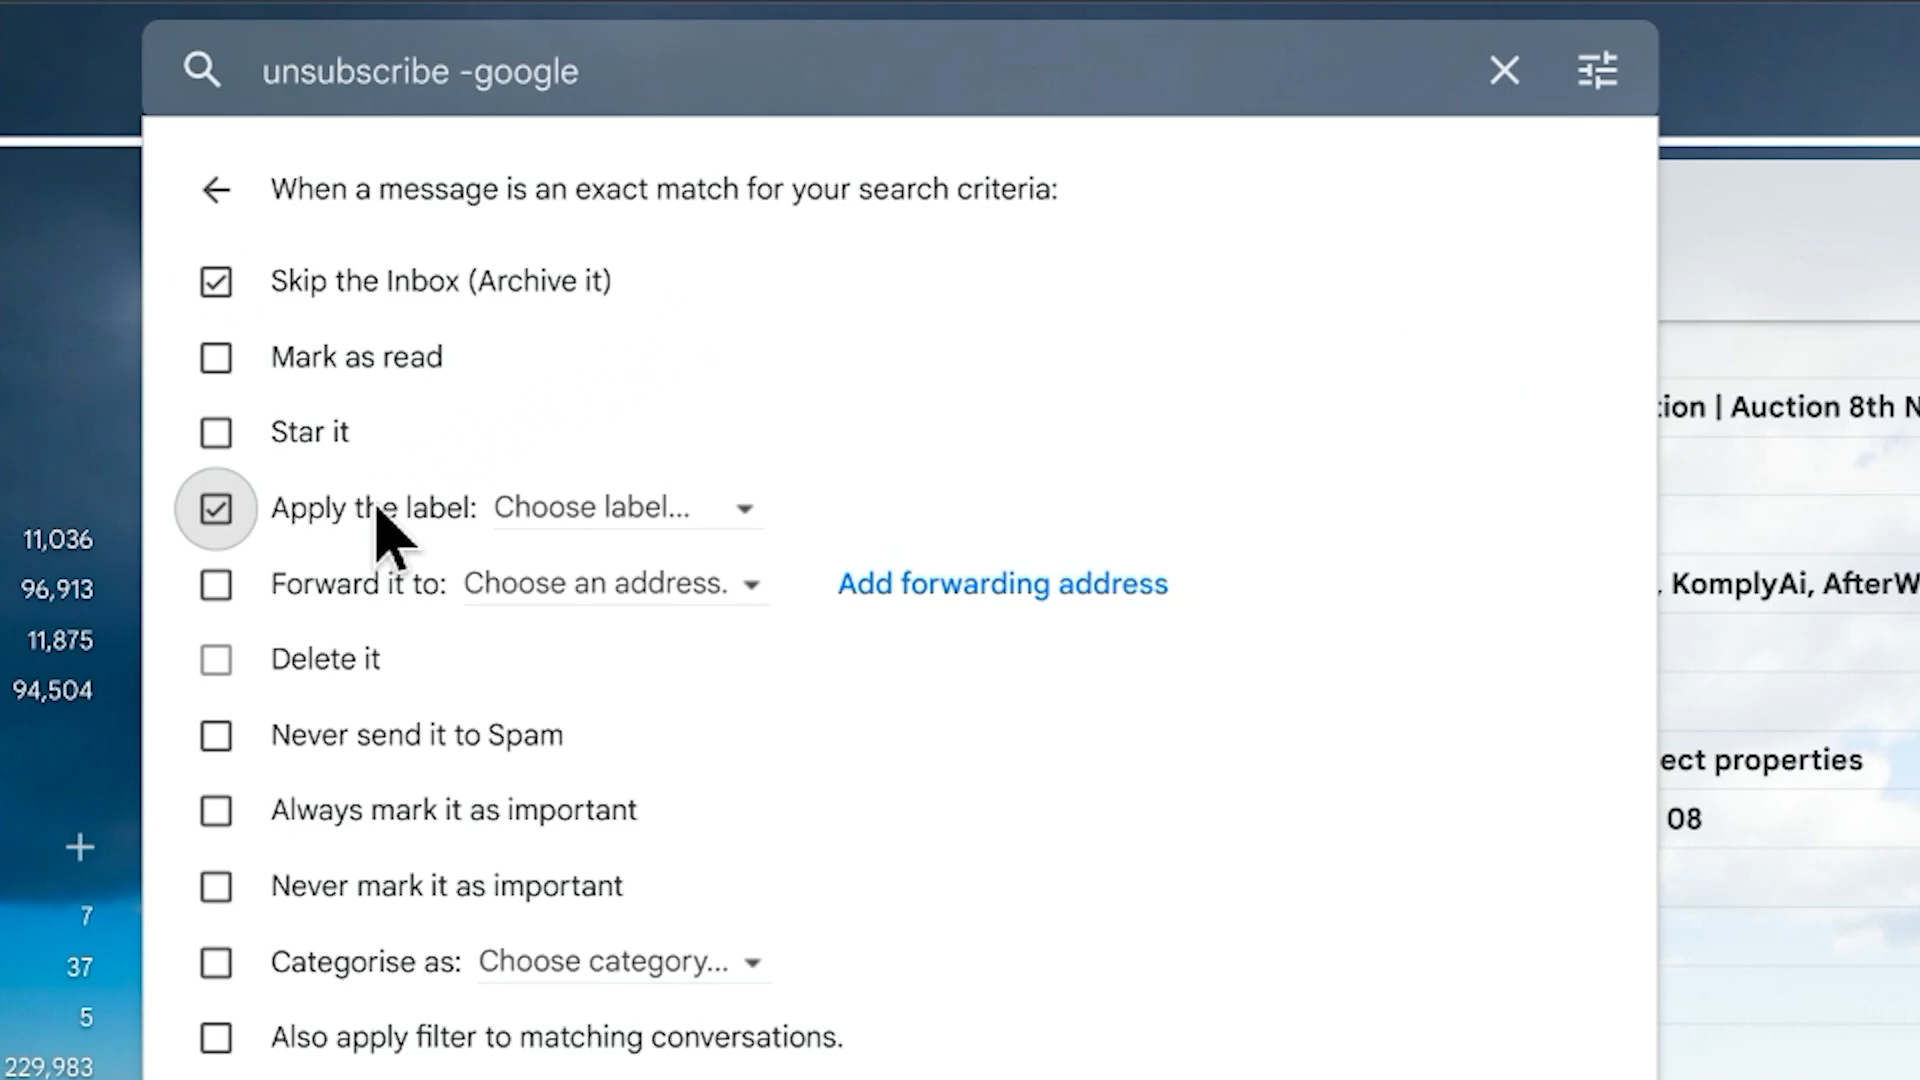 unsubscribe -google
When a message is an exact match for your search criteria:
Skip the Inbox (Archive it)
Mark as read
Star it
Apply the label: Choose label...
Forward it to: Choose an address.
Add forwarding address
Delete it
Never send it to Spam
Always mark it as important
Never mark it as important
Categorise as: Choose category...
Also apply filter to matching conversations.
11,036
96,913
11,875
94,504
+
7
37
5
229,983
tion | Auction 8th N
, KomplyAi, AfterW
ect properties
08